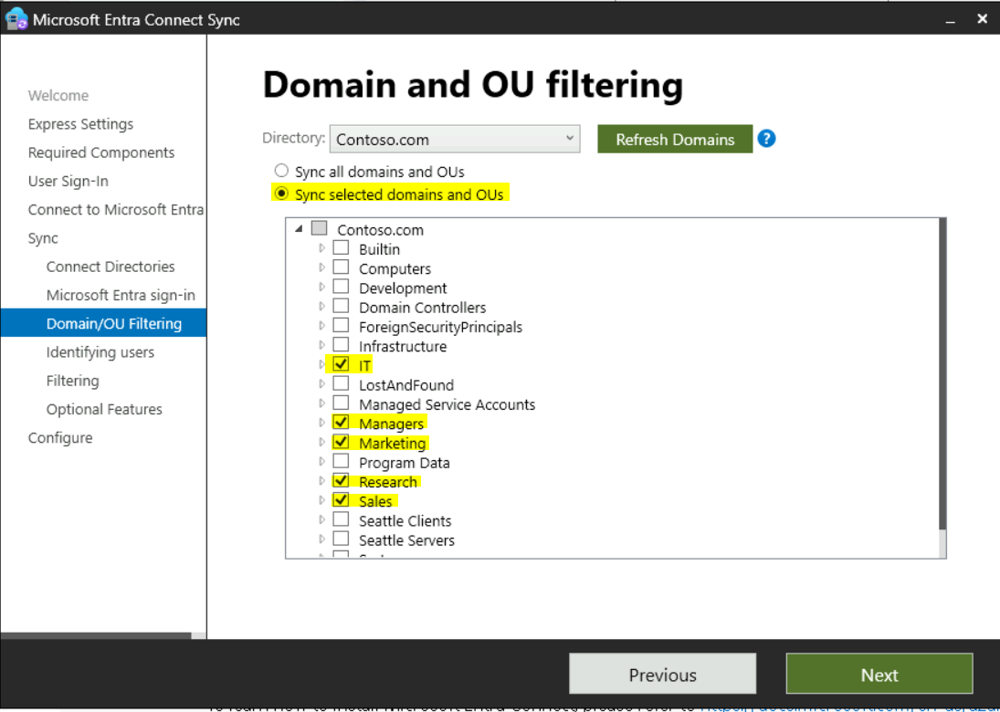 Microsoft Entra Connect Sync
Welcome
Express Settings
Required Components
User Sign-In
Connect to Microsoft Entra
Sync
Connect Directories
Microsoft Entra sign-in
Domain/OU Filtering
Identifying users
Filtering
Optional Features
Configure
Domain and OU filtering
Directory: Contoso.com Refresh Domains ?
Sync all domains and OUs
Sync selected domains and OUs
Contoso.com
Builtin
Computers
Development
Domain Controllers
ForeignSecurityPrincipals
Infrastructure
IT
LostAndFound
Managed Service Accounts
Managers
Marketing
Program Data
Research
Sales
Seattle Clients
Seattle Servers
Previous Next